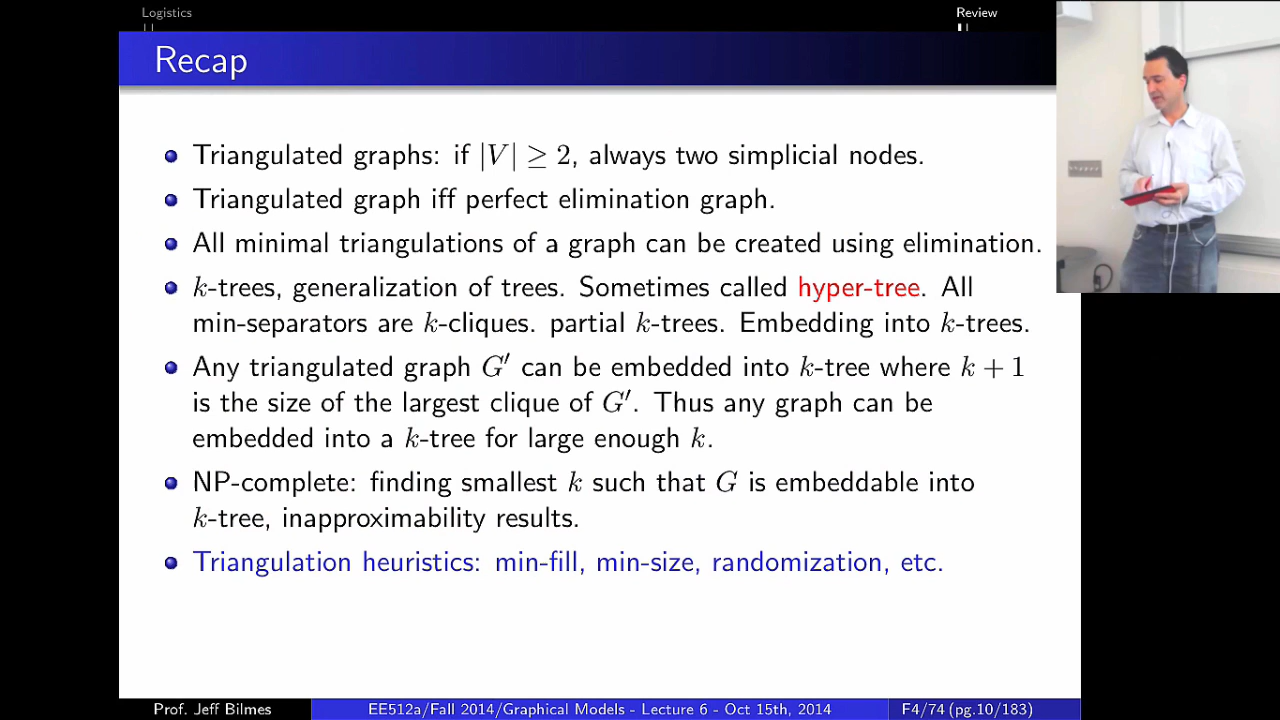 Logistics
Review
Recap
Triangulated graphs: if |V| ≥ 2, always two simplicial nodes.
Triangulated graph iff perfect elimination graph.
All minimal triangulations of a graph can be created using elimination.
k-trees, generalization of trees. Sometimes called hyper-tree. All
min-separators are k-cliques. partial k-trees. Embedding into k-trees.
Any triangulated graph G′ can be embedded into k-tree where k + 1
is the size of the largest clique of G′. Thus any graph can be
embedded into a k-tree for large enough k.
NP-complete: finding smallest k such that G is embeddable into
k-tree, inapproximability results.
Triangulation heuristics: min-fill, min-size, randomization, etc.
Prof. Jeff Bilmes
EE512a/Fall 2014/Graphical Models - Lecture 6 - Oct 15th, 2014
F4/74 (pg.10/183)